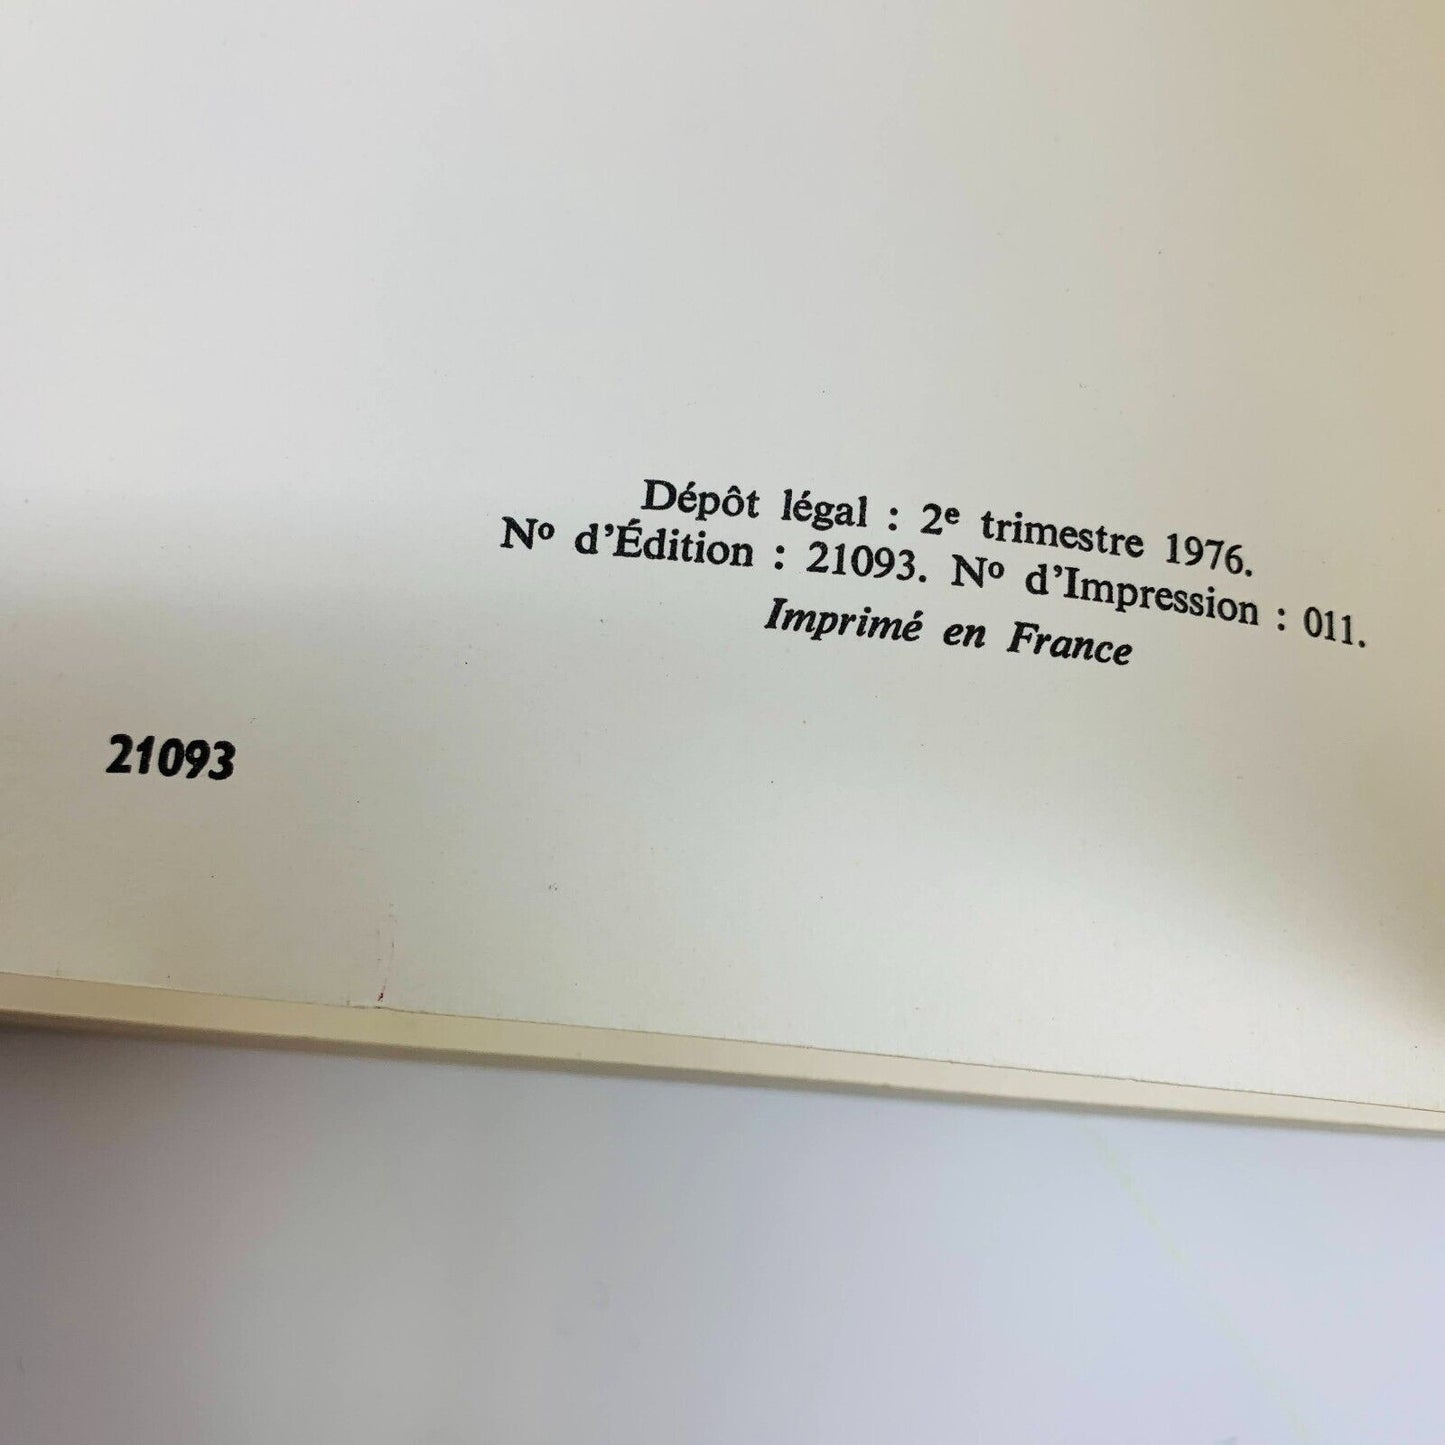 Dépôt légal : 2e trimestre 1976.
No d'Édition : 21093. No d'Impression : 011.
Imprimé en France
21093